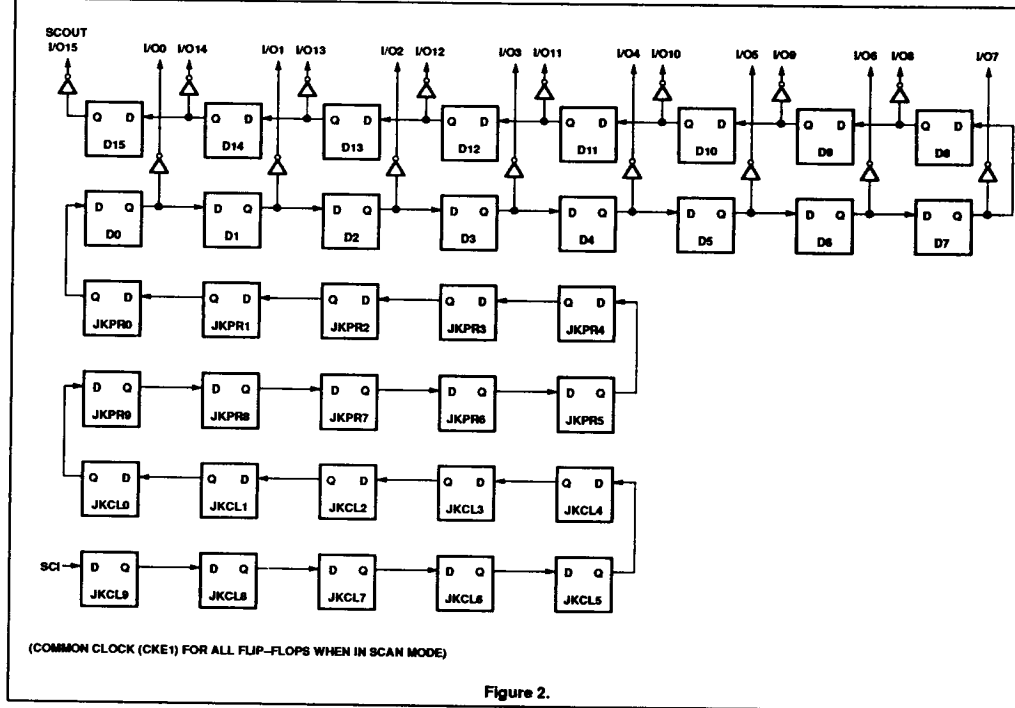 SCOUT
I/O15 I/O0 I/O14 I/O1 I/O13 I/O2 I/O12 I/O3 I/O11 I/O4 I/O10 I/O5 I/O9 I/O6 I/O8 I/O7
Q D Q D Q D Q D Q D Q D Q D Q D
D15 D14 D13 D12 D11 D10 D9 D8
D Q D Q D Q D Q D Q D Q D Q D Q
D0 D1 D2 D3 D4 D5 D6 D7
Q D Q D Q D Q D Q D
JKPR0 JKPR1 JKPR2 JKPR3 JKPR4
D Q D Q D Q D Q D Q
JKPR9 JKPR8 JKPR7 JKPR6 JKPR5
Q D Q D Q D Q D Q D
JKCL0 JKCL1 JKCL2 JKCL3 JKCL4
SCI D Q D Q D Q D Q D Q
JKCL9 JKCL8 JKCL7 JKCL6 JKCL5
(COMMON CLOCK (CKE1) FOR ALL FLIP–FLOPS WHEN IN SCAN MODE)
Figure 2.